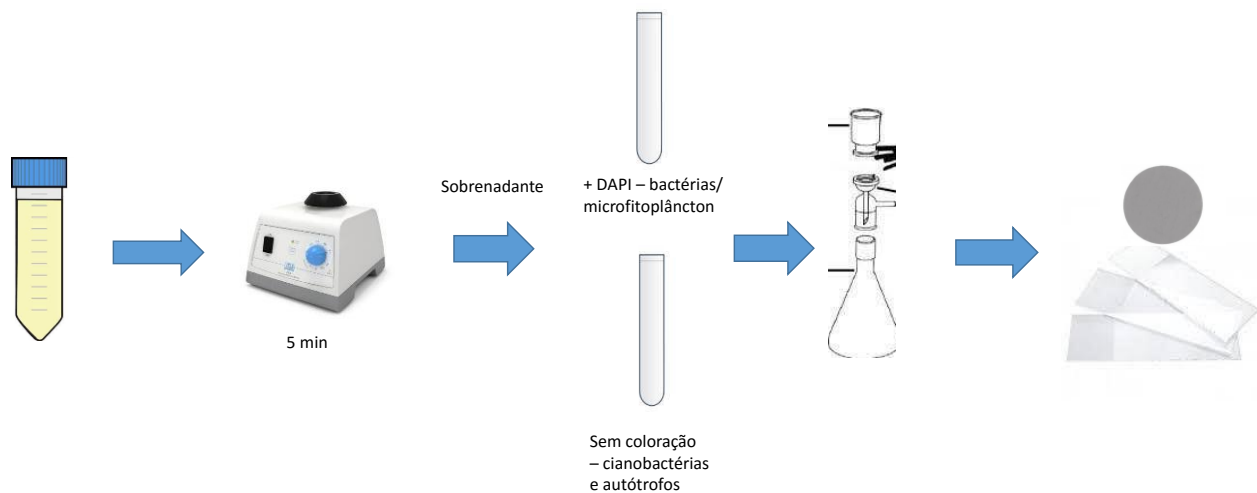 Sobrenadante
+ DAPI – bactérias/
microfitoplâncton
5 min
Sem coloração
– cianobactérias
e autótrofos